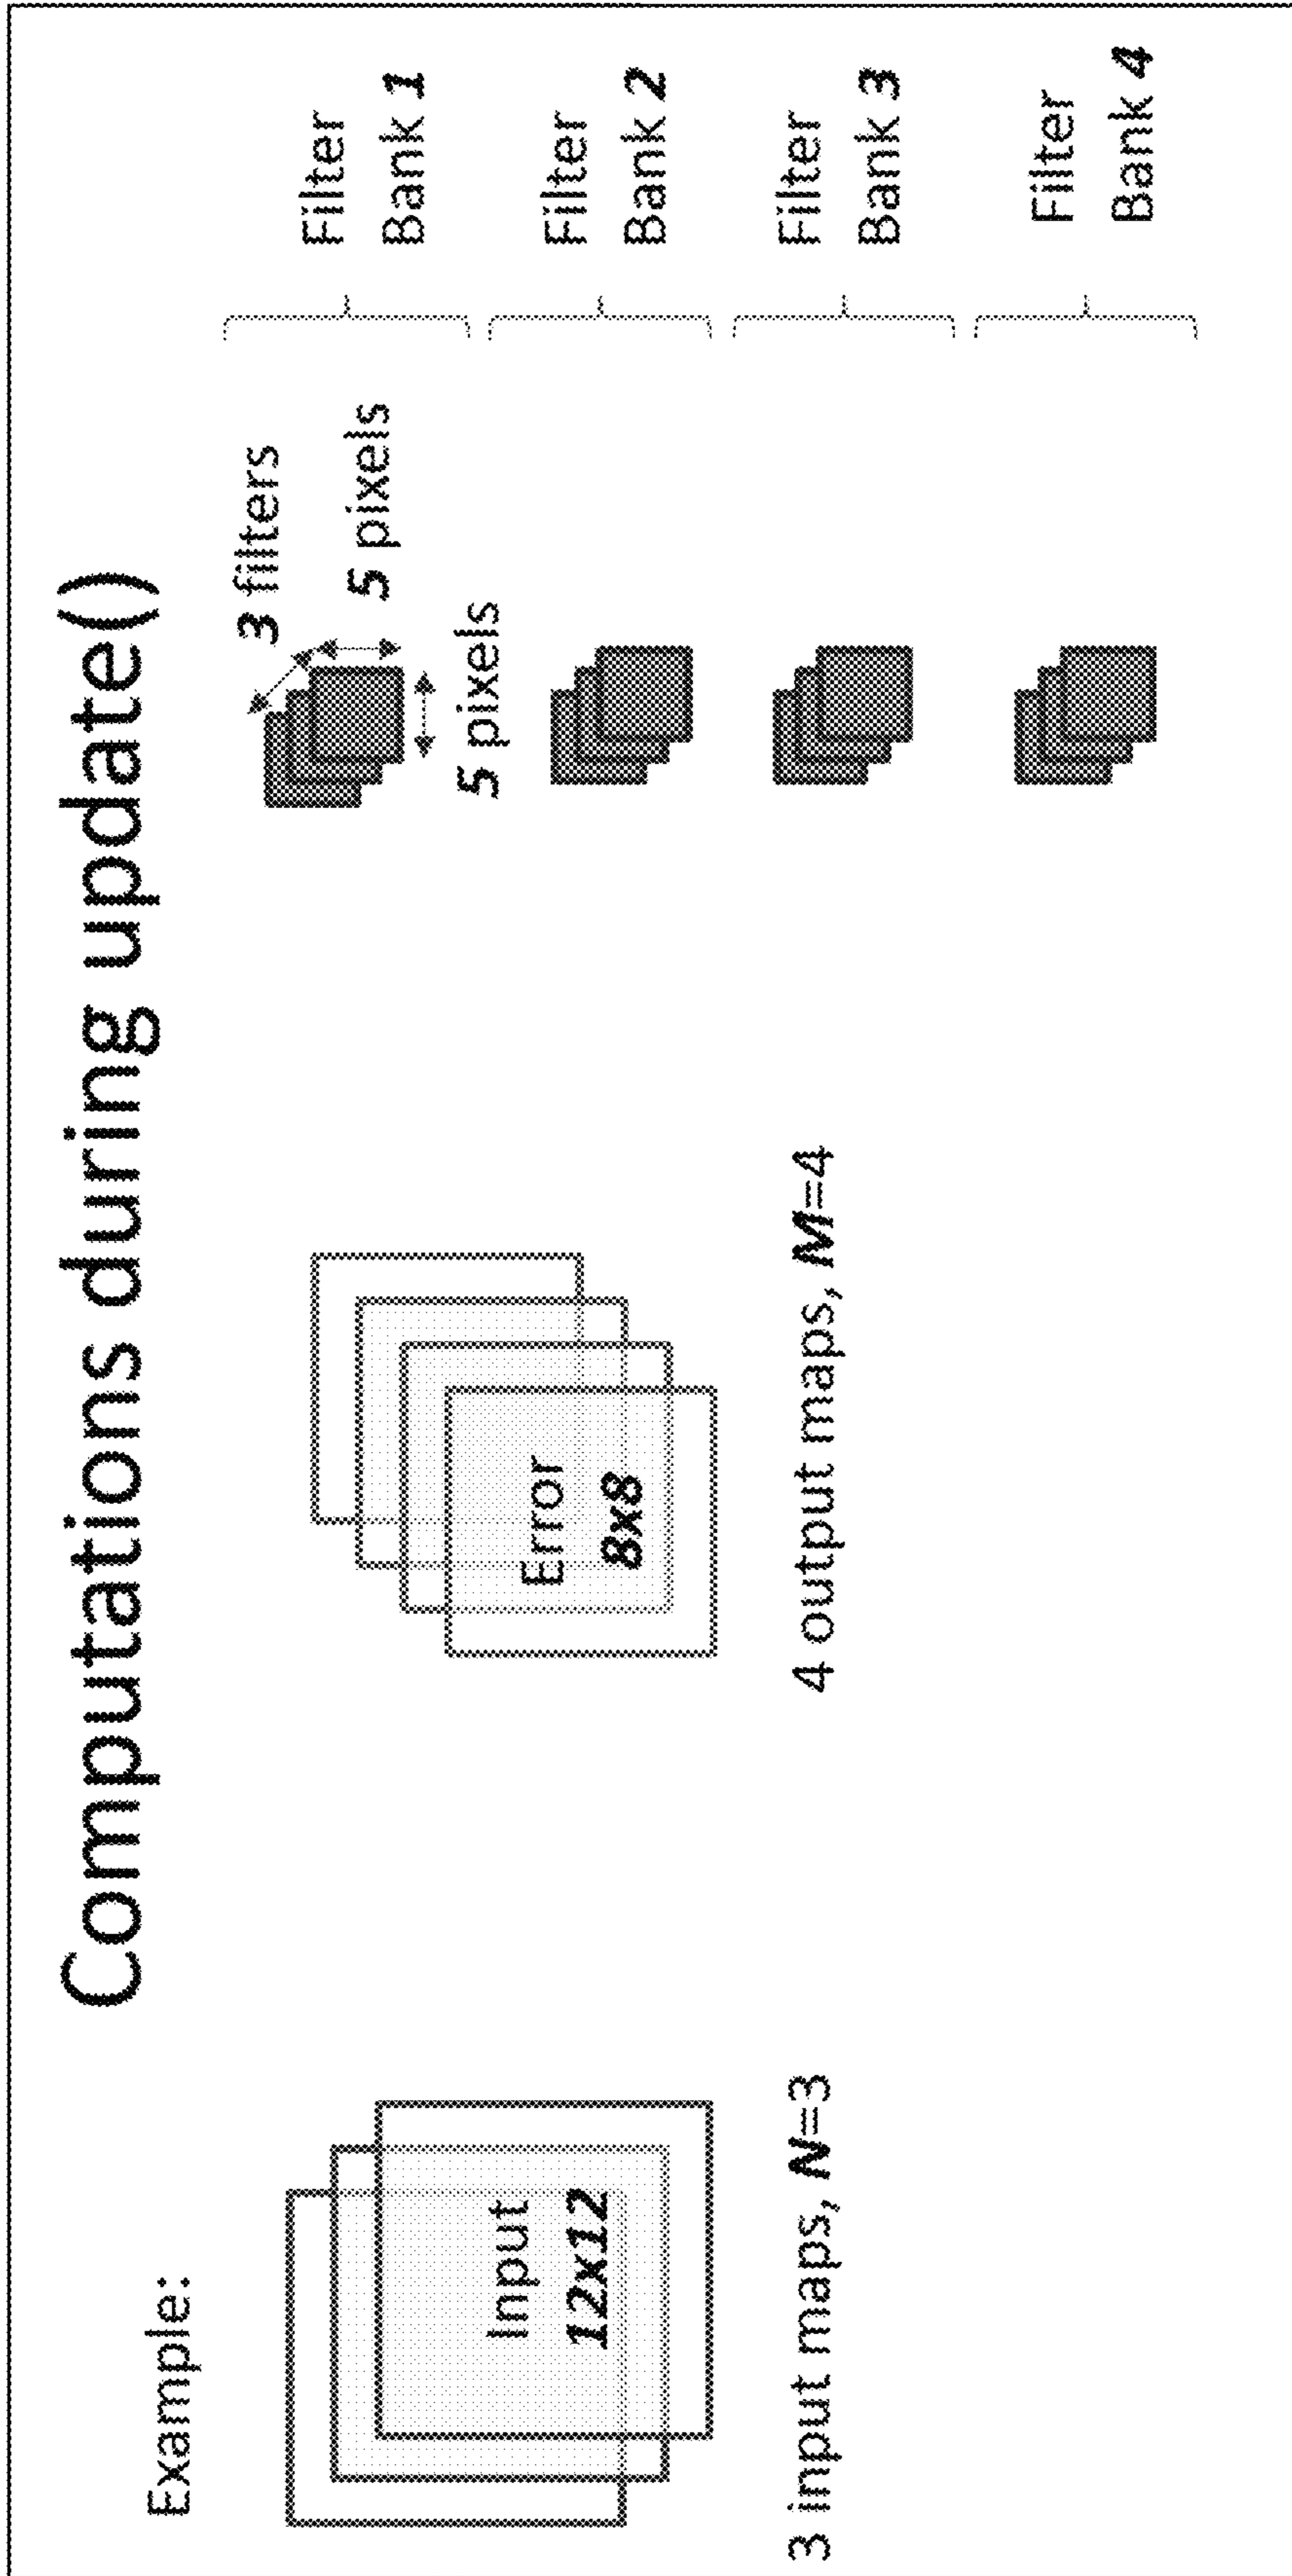 Computations during update()
Example:
Input
12x12
3 input maps, N=3
Error
8x8
4 output maps, M=4
3 filters
5 pixels
5 pixels
Filter
Bank 1
Filter
Bank 2
Filter
Bank 3
Filter
Bank 4